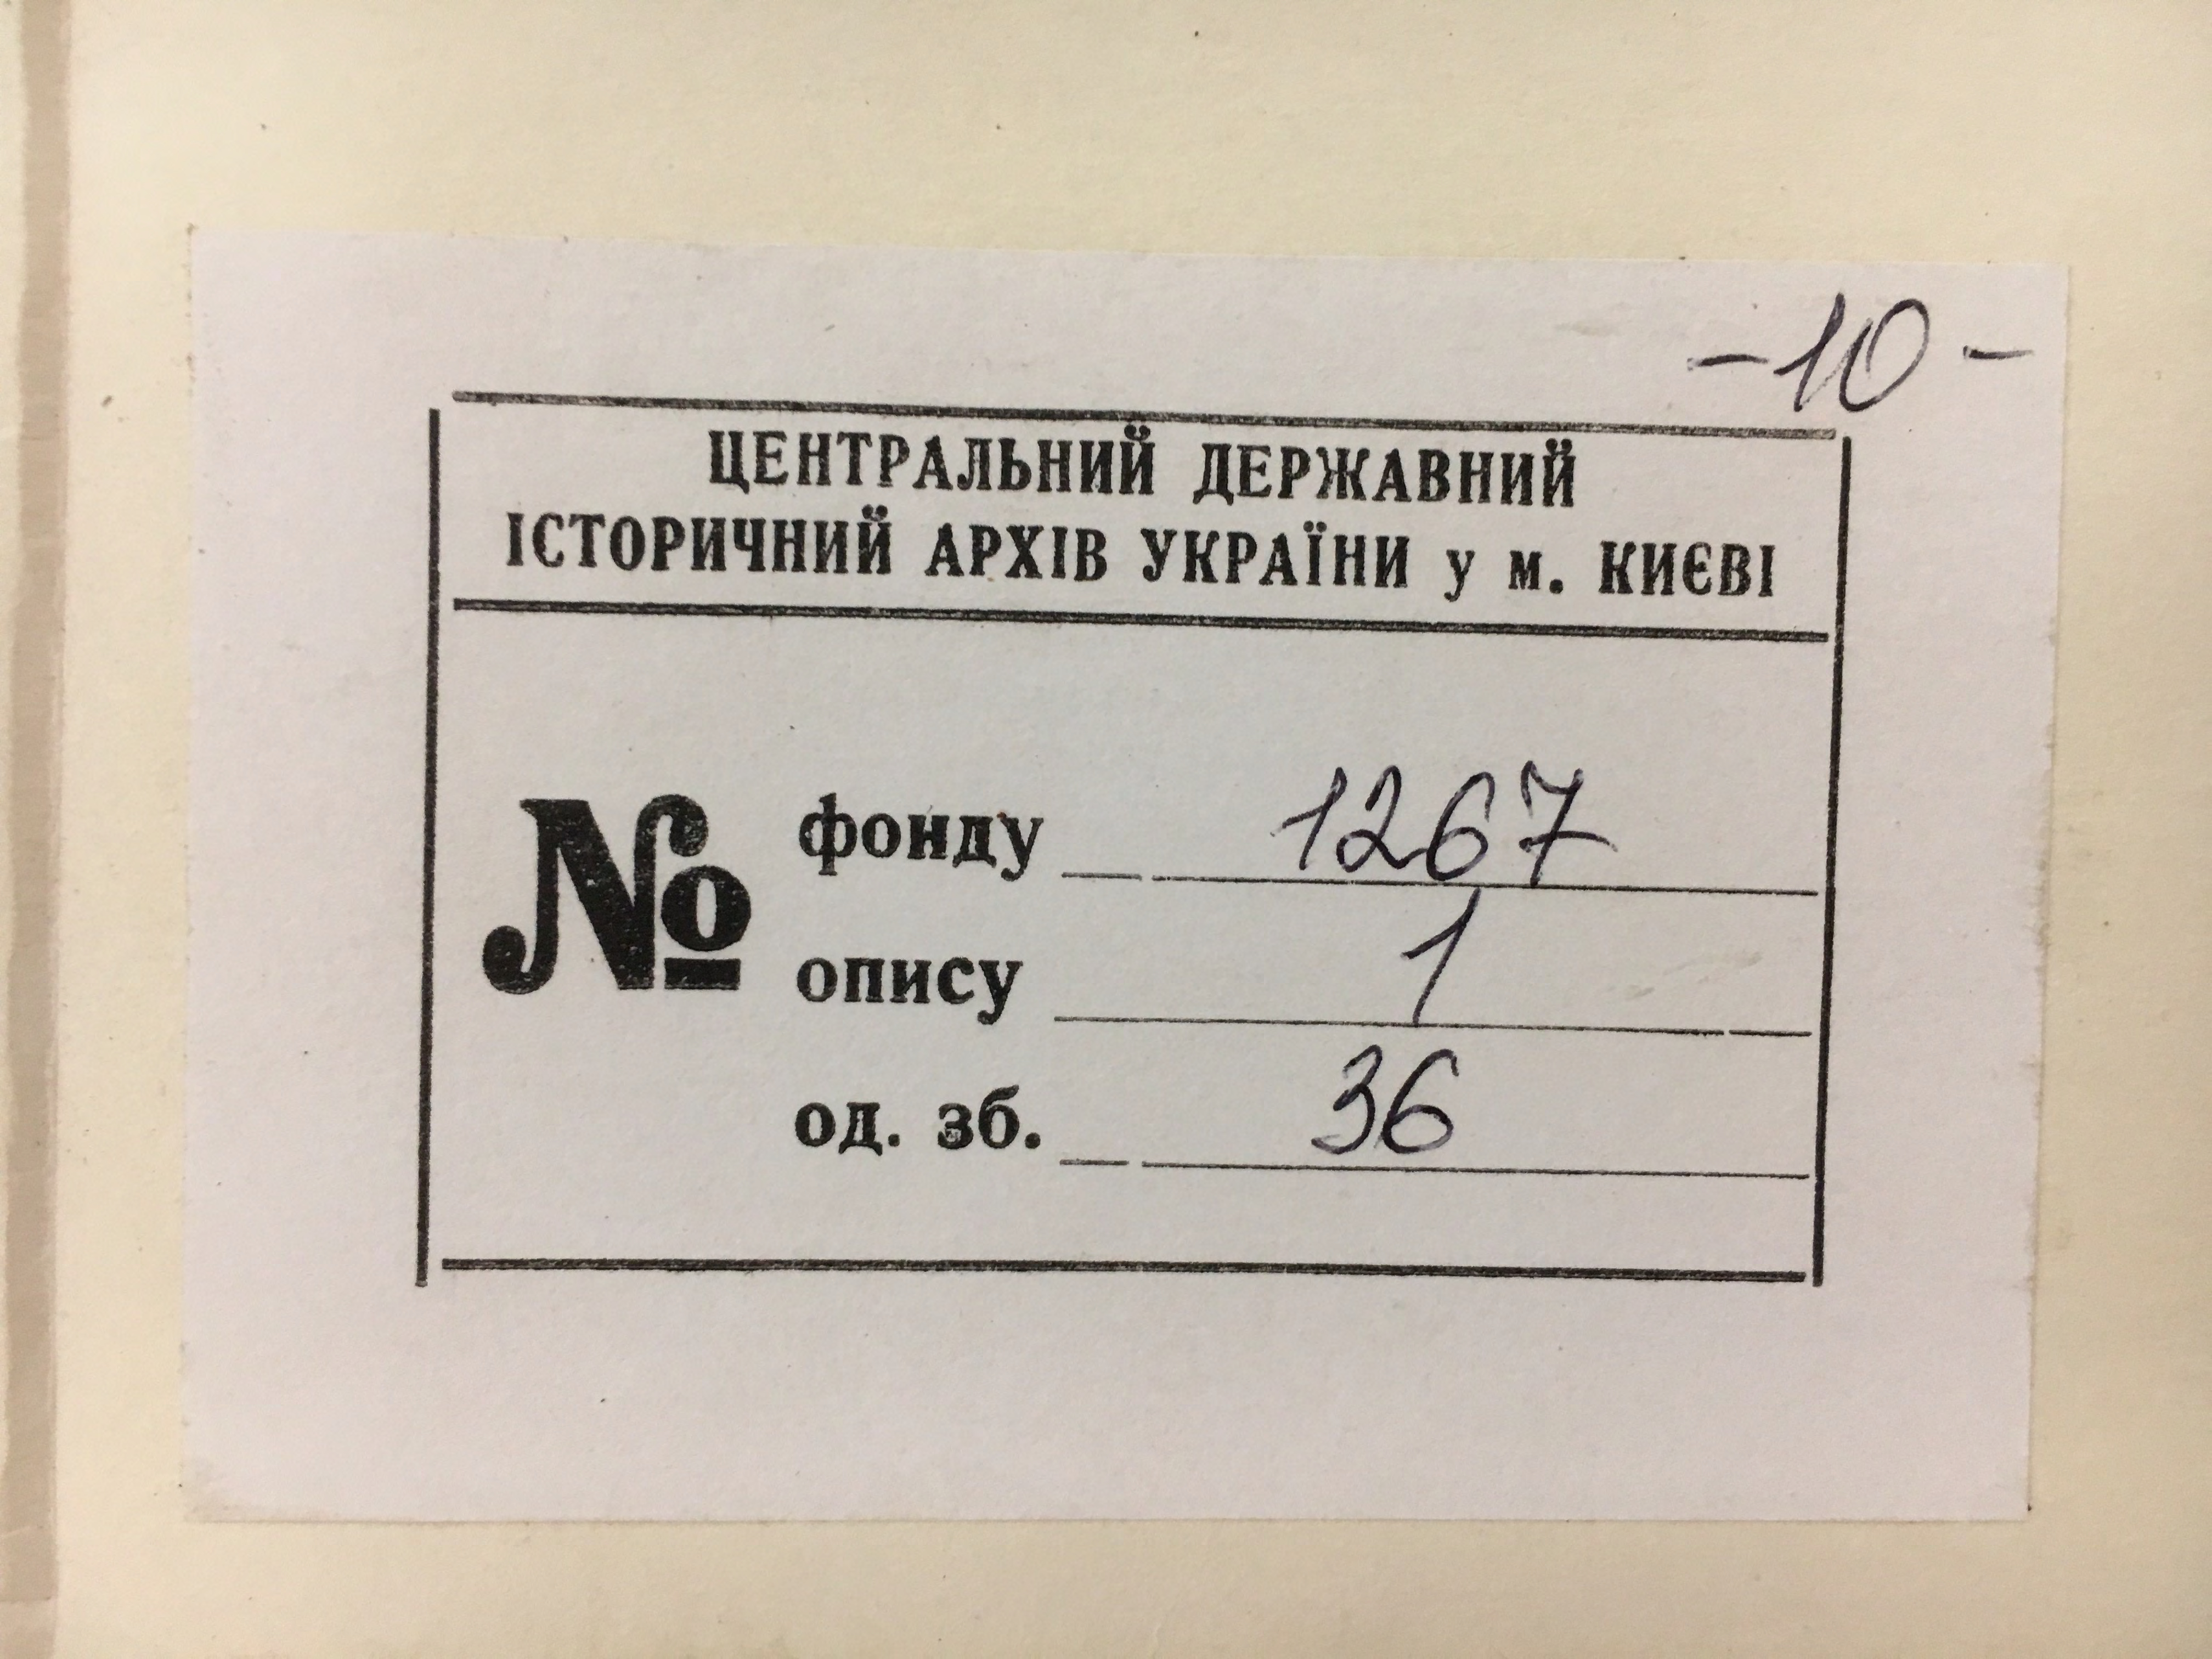 -10-
ЦЕНТРАЛЬНИЙ ДЕРЖАВНИЙ
ІСТОРИЧНИЙ АРХІВ УКРАЇНИ у м. КИЄВІ
№ фонду 1267
опису 1
од. зб. 36